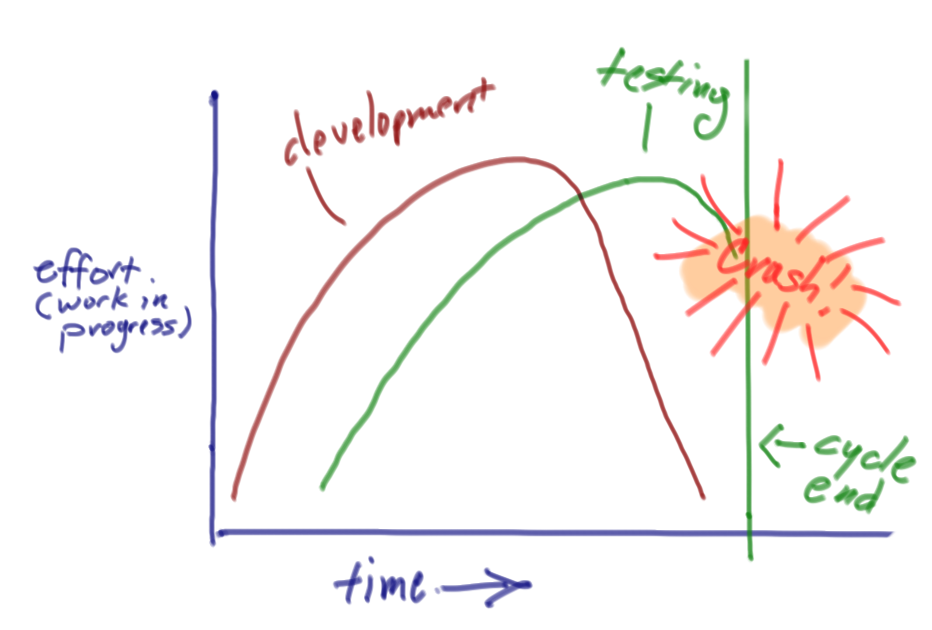 testing
development
Crash!
effort.
(work in
progress)
cycle
end
time